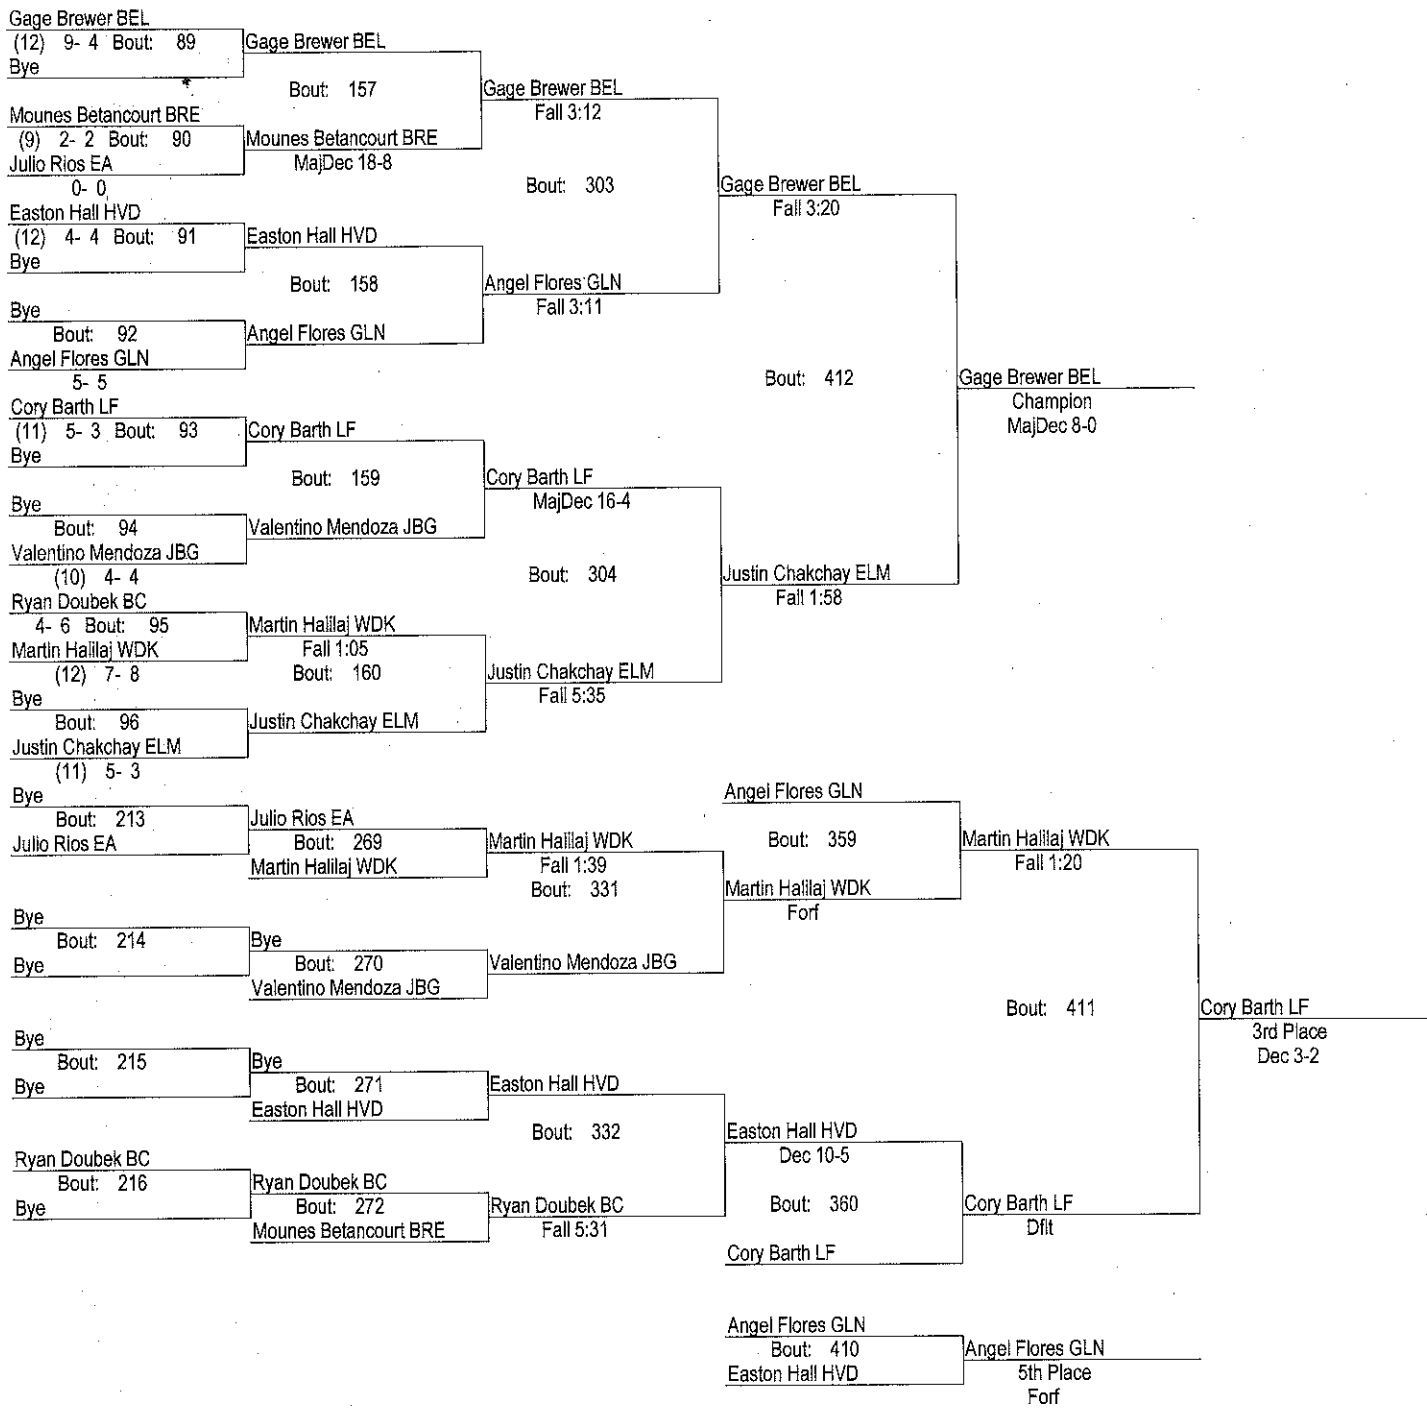 Gage Brewer BEL
(12) 9- 4 Bout: 89
Bye
Gage Brewer BEL
Bout: 157
Mounes Betancourt BRE
(9) 2- 2 Bout: 90
Julio Rios EA
0- 0
Mounes Betancourt BRE
MajDec 18-8
Gage Brewer BEL
Fall 3:12
Bout: 303
Easton Hall HVD
(12) 4- 4 Bout: 91
Bye
Easton Hall HVD
Bout: 158
Bye
Bout: 92
Angel Flores GLN
5- 5
Angel Flores GLN
Angel Flores GLN
Fall 3:11
Gage Brewer BEL
Fall 3:20
Bout: 412
Cory Barth LF
(11) 5- 3 Bout: 93
Bye
Cory Barth LF
Bout: 159
Bye
Bout: 94
Valentino Mendoza JBG
(10) 4- 4
Valentino Mendoza JBG
Cory Barth LF
MajDec 16-4
Bout: 304
Ryan Doubek BC
4- 6 Bout: 95
Martin Halilaj WDK
(12) 7- 8
Martin Halilaj WDK
Fall 1:05
Bout: 160
Bye
Bout: 96
Justin Chakchay ELM
(11) 5- 3
Justin Chakchay ELM
Justin Chakchay ELM
Fall 5:35
Justin Chakchay ELM
Fall 1:58
Gage Brewer BEL
Champion
MajDec 8-0
Bye
Bout: 213
Julio Rios EA
Julio Rios EA
Bout: 269
Martin Halilaj WDK
Martin Halilaj WDK
Fall 1:39
Bout: 331
Bye
Bout: 214
Bye
Bye
Bout: 270
Valentino Mendoza JBG
Valentino Mendoza JBG
Angel Flores GLN
Bout: 359
Martin Halilaj WDK
Forf
Martin Halilaj WDK
Fall 1:20
Bout: 411
Bye
Bout: 215
Bye
Bye
Bout: 271
Easton Hall HVD
Easton Hall HVD
Bout: 332
Ryan Doubek BC
Bout: 216
Bye
Ryan Doubek BC
Bout: 272
Mounes Betancourt BRE
Ryan Doubek BC
Fall 5:31
Easton Hall HVD
Dec 10-5
Bout: 360
Cory Barth LF
Cory Barth LF
Dflt
Cory Barth LF
3rd Place
Dec 3-2
Angel Flores GLN
Bout: 410
Easton Hall HVD
Angel Flores GLN
5th Place
Forf